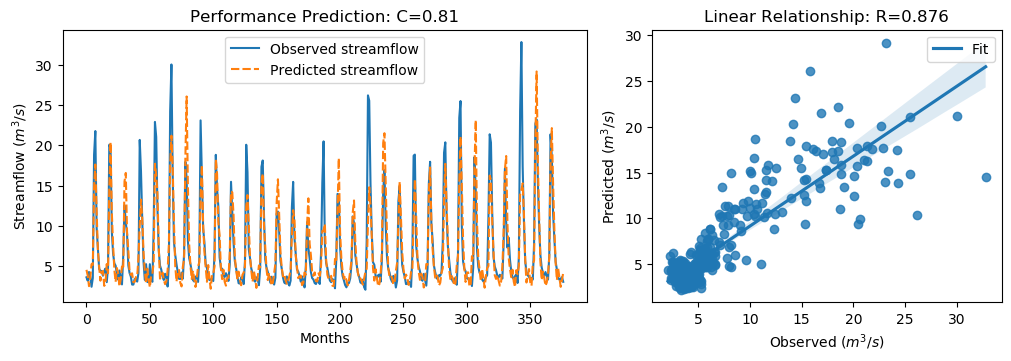 Performance Prediction: C=0.81
Observed streamflow
Predicted streamflow
Streamflow (m³/s)
30
25
20
15
10
5
0
50
100
150
200
250
300
350
Months
Linear Relationship: R=0.876
Fit
Predicted (m³/s)
30
25
20
15
10
5
5
10
15
20
25
30
Observed (m³/s)